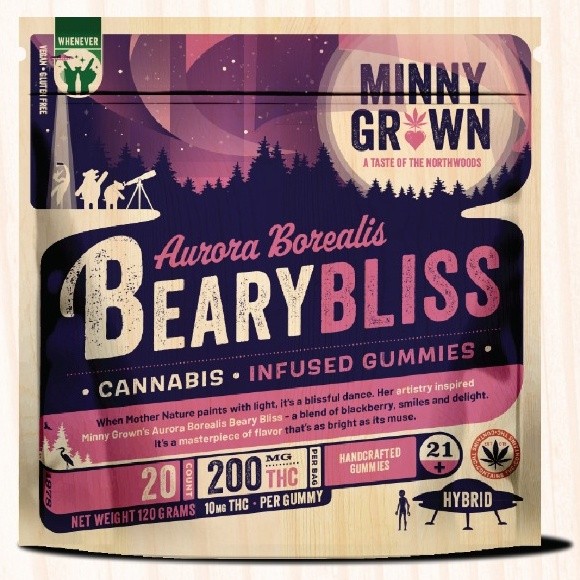 WHENEVER
VEGAN • GLUTEN FREE
MINNY
GROWN
A TASTE OF THE NORTHWOODS
Aurora Borealis
BEARYBLISS
• CANNABIS • INFUSED GUMMIES •
When Mother Nature paints with light, it's a blissful dance. Her artistry inspired
Minny Grown's Aurora Borealis Beary Bliss - a blend of blackberry, smiles and delight.
It's a masterpiece of flavor that's as bright as its muse.
20 COUNT
200 MG THC PER BAG
HANDCRAFTED
GUMMIES
21
+
NET WEIGHT 120 GRAMS
10MG THC • PER GUMMY
HYBRID